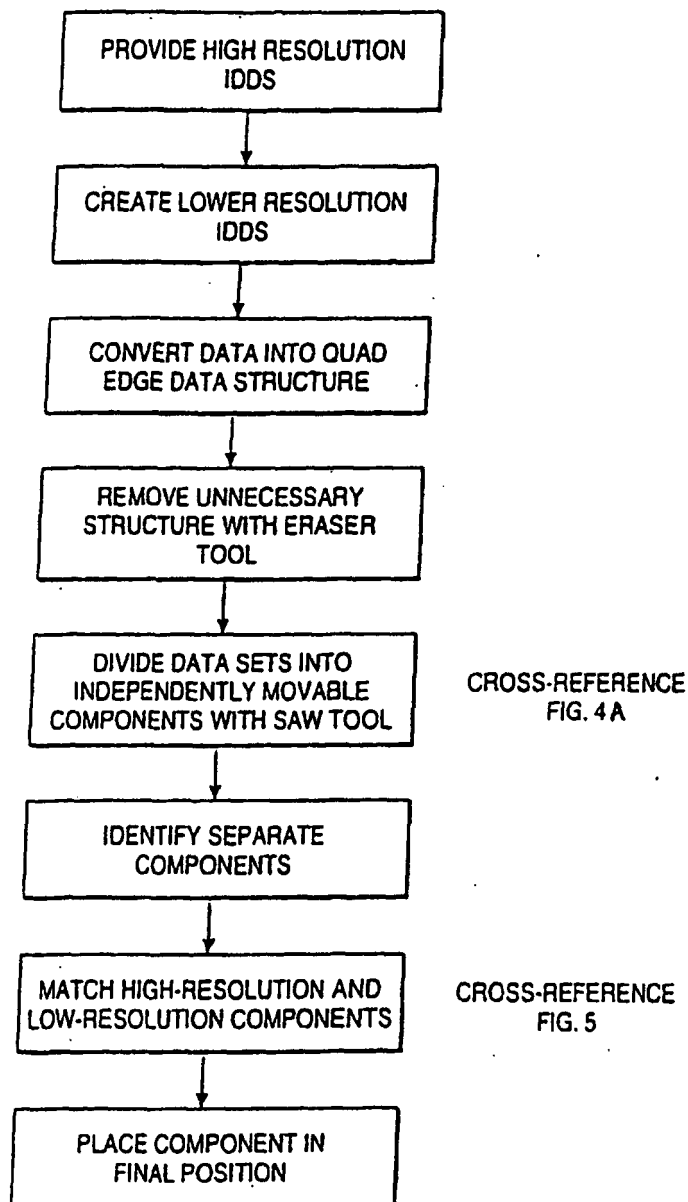 PROVIDE HIGH RESOLUTION
IDDS
CREATE LOWER RESOLUTION
IDDS
CONVERT DATA INTO QUAD
EDGE DATA STRUCTURE
REMOVE UNNECESSARY
STRUCTURE WITH ERASER
TOOL
DIVIDE DATA SETS INTO
INDEPENDENTLY MOVABLE
COMPONENTS WITH SAW TOOL
CROSS-REFERENCE
FIG. 4A
IDENTIFY SEPARATE
COMPONENTS
MATCH HIGH-RESOLUTION AND
LOW-RESOLUTION COMPONENTS
CROSS-REFERENCE
FIG. 5
PLACE COMPONENT IN
FINAL POSITION